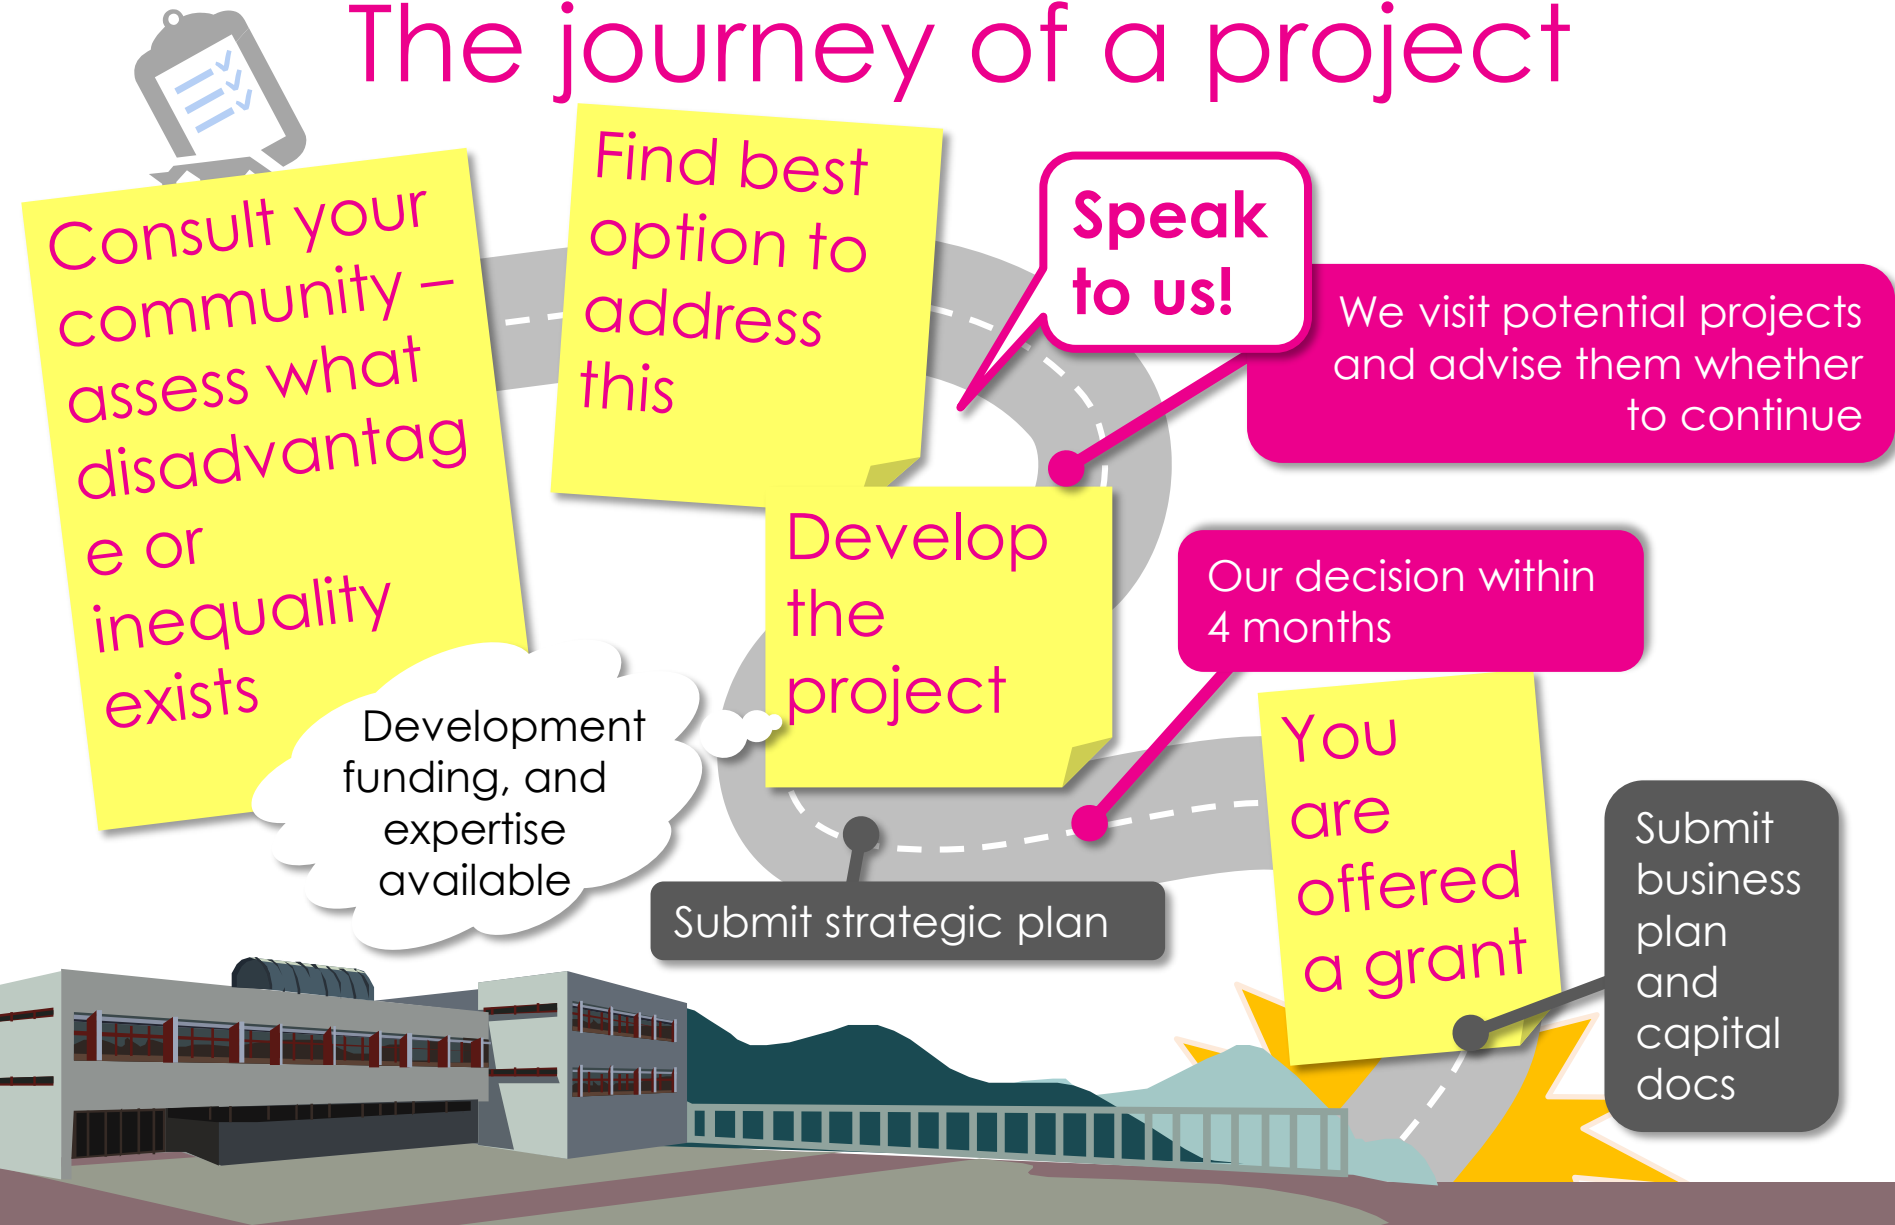 The journey of a project
Consult your
community –
assess what
disadvantag
e or
inequality
exists
Find best
option to
address
this
Speak
to us!
We visit potential projects
and advise them whether
to continue
Develop
the
project
Development
funding, and
expertise
available
Submit strategic plan
Our decision within
4 months
You
are
offered
a grant
Submit
business
plan
and
capital
docs